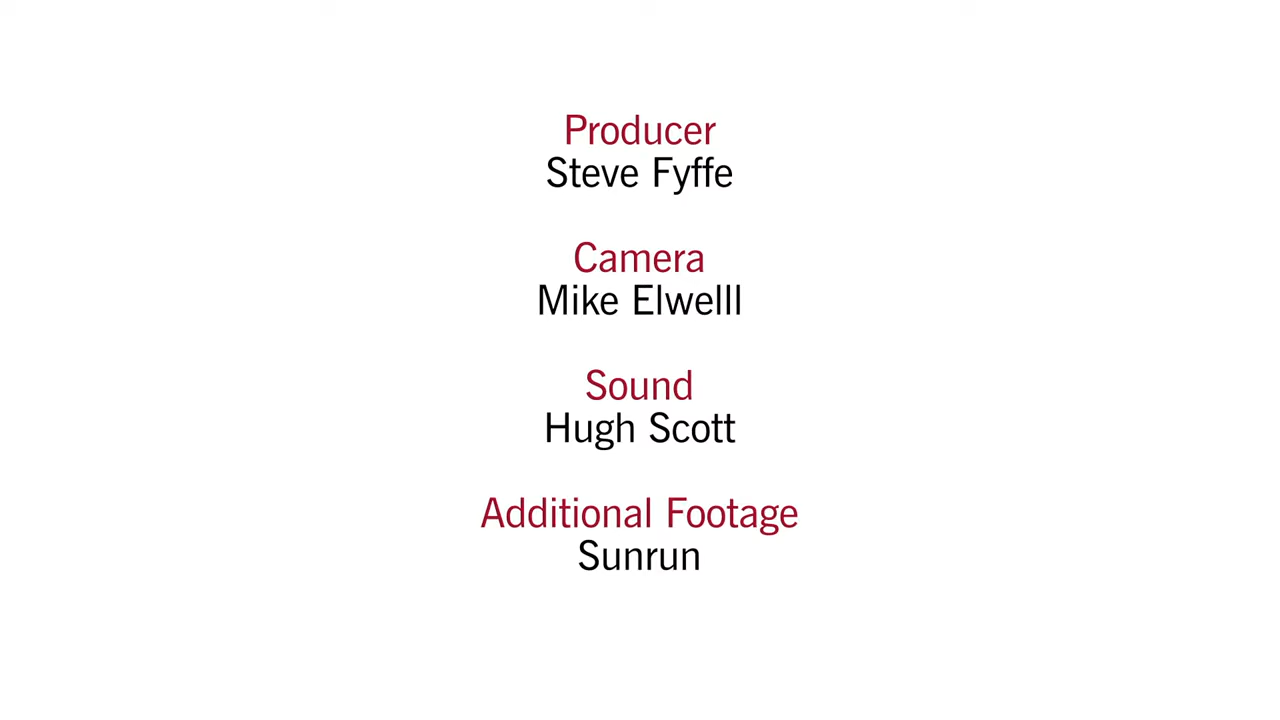 Producer
Steve Fyffe
Camera
Mike Elwelll
Sound
Hugh Scott
Additional Footage
Sunrun